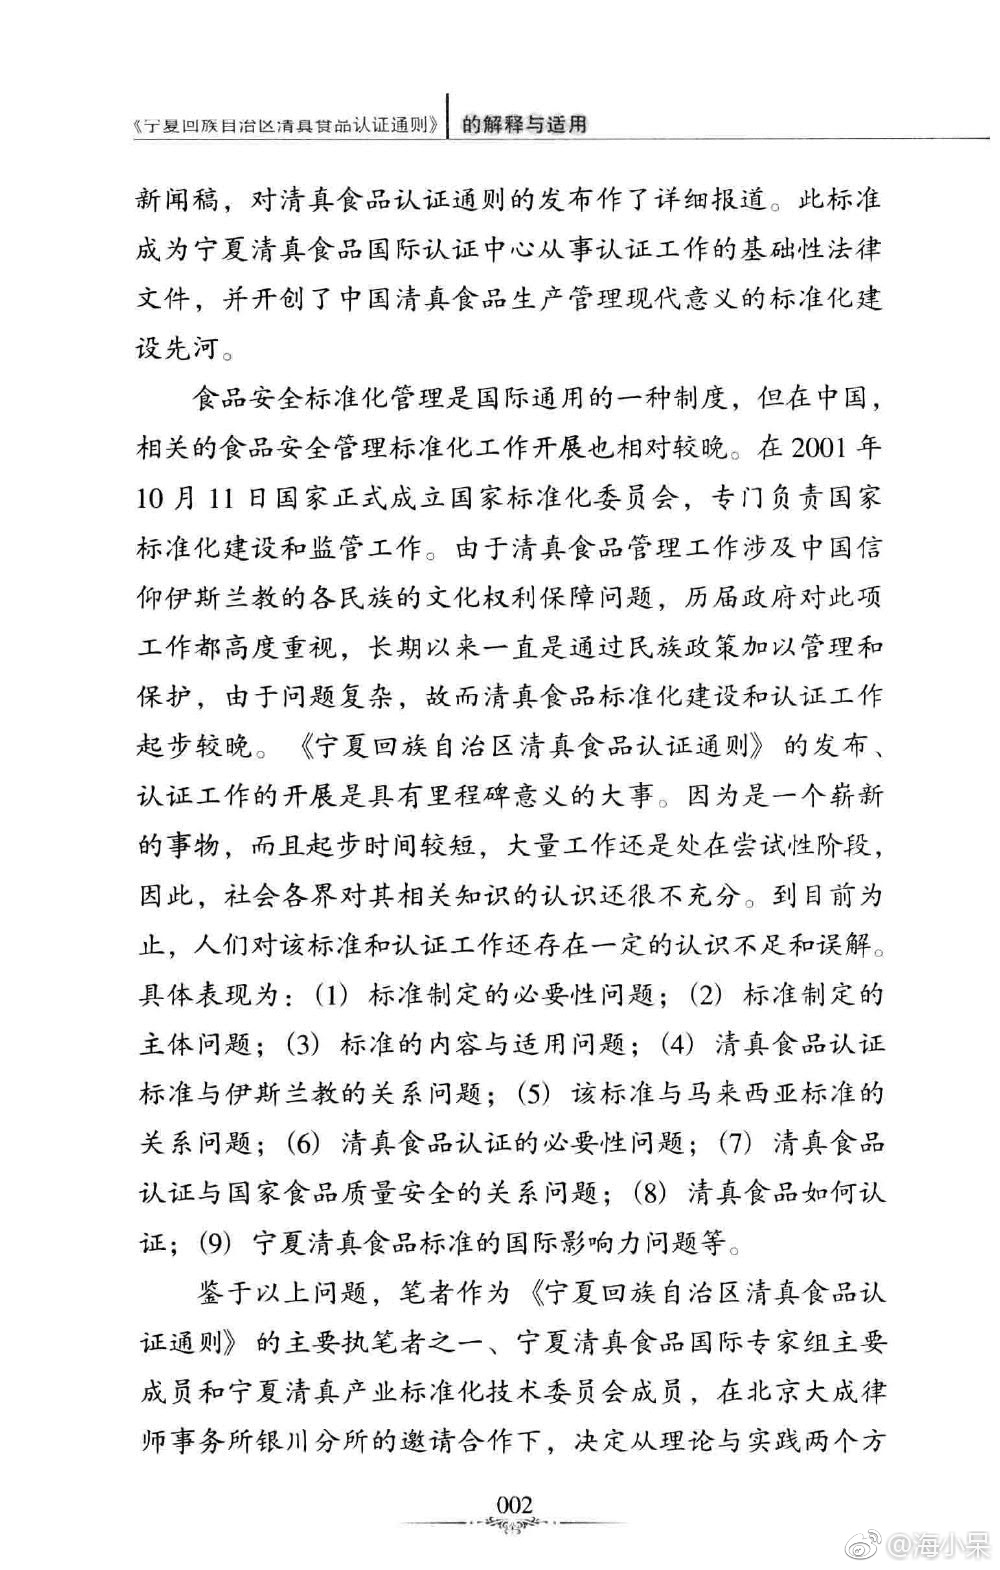 《宁夏回族自治区清真食品认证通则》 的解释与适用
新闻稿，对清真食品认证通则的发布作了详细报道。此标准
成为宁夏清真食品国际认证中心从事认证工作的基础性法律
文件，并开创了中国清真食品生产管理现代意义的标准化建
设先河。
食品安全标准化管理是国际通用的一种制度，但在中国，
相关的食品安全管理标准化工作开展也相对较晚。在 2001 年
10 月 11 日国家正式成立国家标准化委员会，专门负责国家
标准化建设和监管工作。由于清真食品管理工作涉及中国信
仰伊斯兰教的各民族的文化权利保障问题，历届政府对此项
工作都高度重视，长期以来一直是通过民族政策加以管理和
保护，由于问题复杂，故而清真食品标准化建设和认证工作
起步较晚。《宁夏回族自治区清真食品认证通则》的发布、
认证工作的开展是具有里程碑意义的大事。因为是一个崭新
的事物，而且起步时间较短，大量工作还是处在尝试性阶段，
因此，社会各界对其相关知识的认识还很不充分。到目前为
止，人们对该标准和认证工作还存在一定的认识不足和误解。
具体表现为：（1）标准制定的必要性问题；（2）标准制定的
主体问题；（3）标准的内容与适用问题；（4）清真食品认证
标准与伊斯兰教的关系问题；（5）该标准与马来西亚标准的
关系问题；（6）清真食品认证的必要性问题；（7）清真食品
认证与国家食品质量安全的关系问题；（8）清真食品如何认
证；（9）宁夏清真食品标准的国际影响力问题等。
鉴于以上问题，笔者作为《宁夏回族自治区清真食品认
证通则》的主要执笔者之一、宁夏清真食品国际专家组主要
成员和宁夏清真产业标准化技术委员会成员，在北京大成律
师事务所银川分所的邀请合作下，决定从理论与实践两个方
002
@海小呆